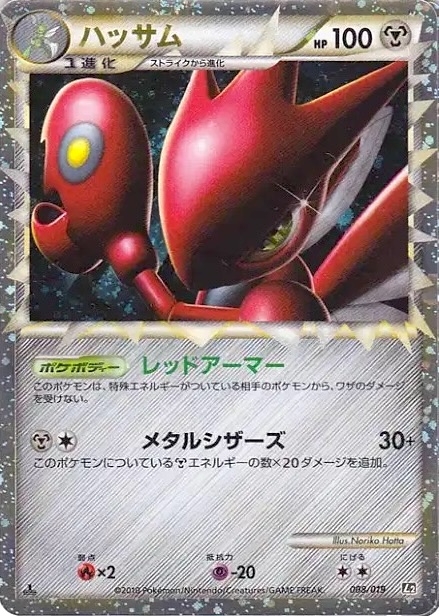 ハッサム
HP 100
1進化
ストライクから進化
ポケボディー
レッドアーマー
このポケモンは、特殊エネルギーがついている相手のポケモンから、ワザのダメージ
を受けない。
メタルシザーズ 30+
このポケモンについているエネルギーの数×20ダメージを追加。
Illus.Noriko Hotta
弱点 抵抗力 にげる
×2 -20
©2010 Pokémon/Nintendo/Creatures/GAME FREAK.